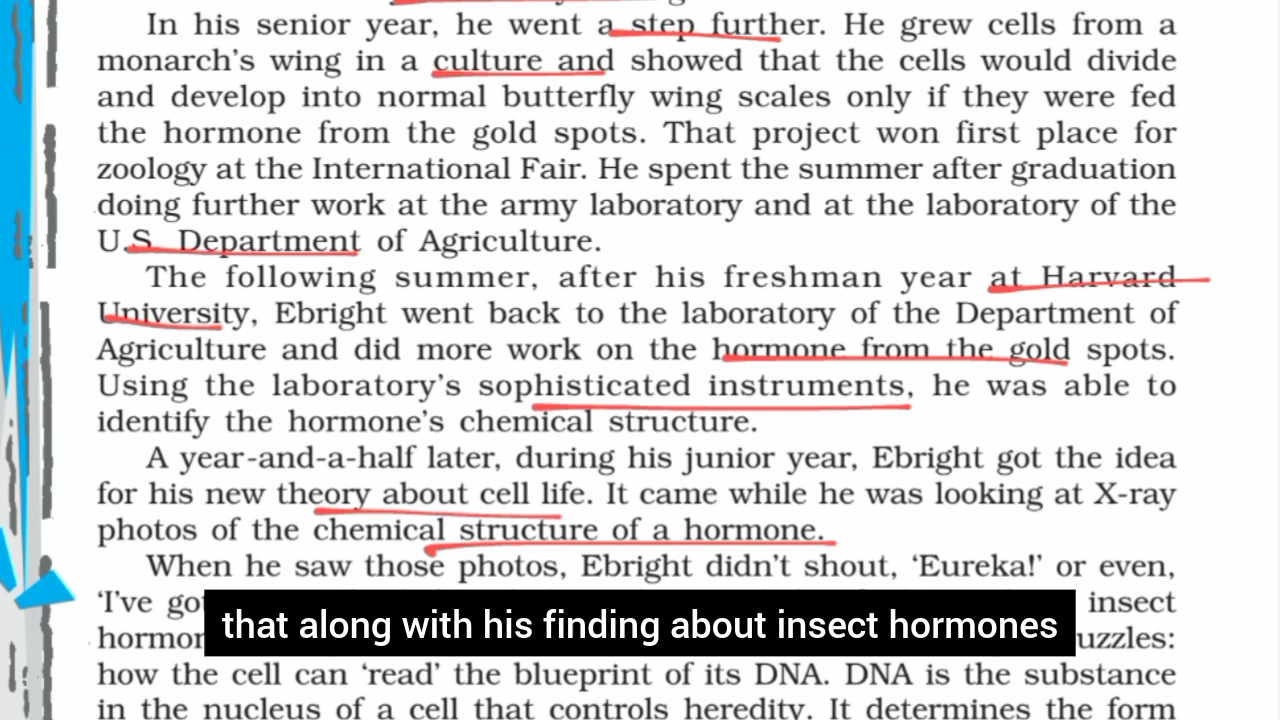 In his senior year, he went a step further. He grew cells from a
monarch's wing in a culture and showed that the cells would divide
and develop into normal butterfly wing scales only if they were fed
the hormone from the gold spots. That project won first place for
zoology at the International Fair. He spent the summer after graduation
doing further work at the army laboratory and at the laboratory of the
U.S. Department of Agriculture.
The following summer, after his freshman year at Harvard
University, Ebright went back to the laboratory of the Department of
Agriculture and did more work on the hormone from the gold spots.
Using the laboratory's sophisticated instruments, he was able to
identify the hormone's chemical structure.
A year-and-a-half later, during his junior year, Ebright got the idea
for his new theory about cell life. It came while he was looking at X-ray
photos of the chemical structure of a hormone.
When he saw those photos, Ebright didn't shout, 'Eureka!' or even,
'I've insect
that along with his finding about insect hormones
how the cell can 'read' the blueprint of its DNA. DNA is the substance
in the nucleus of a cell that controls heredity. It determines the form